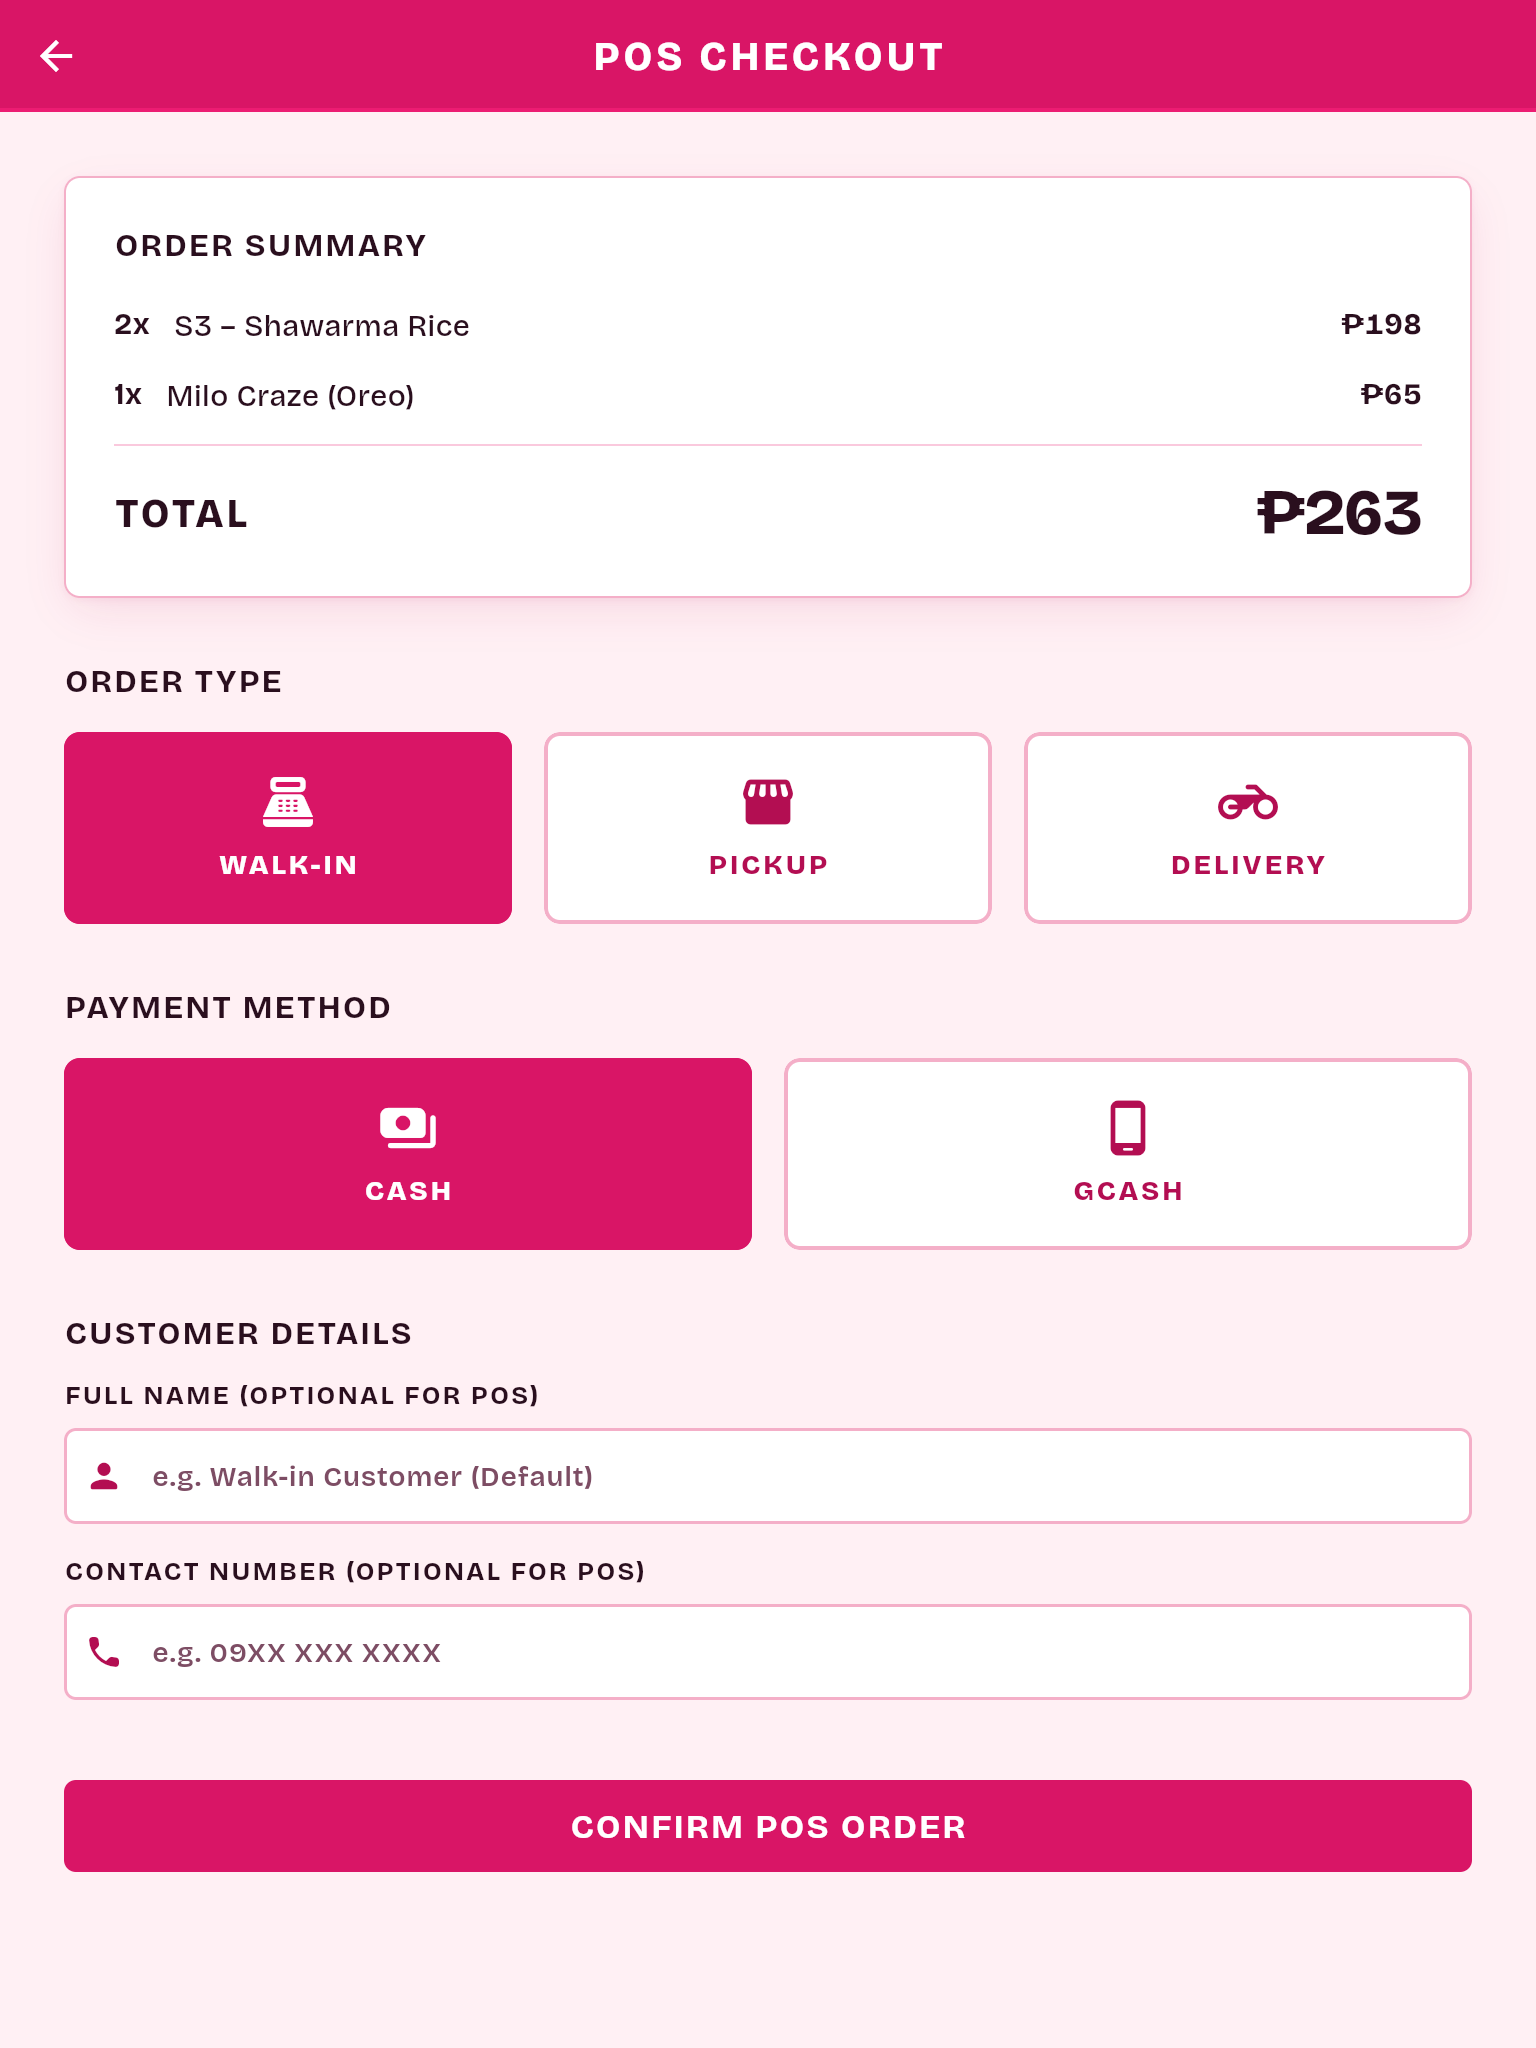 POS CHECKOUT
ORDER SUMMARY
2x S3 – Shawarma Rice ₱198
1x Milo Craze (Oreo) ₱65
TOTAL ₱263
ORDER TYPE
WALK-IN PICKUP DELIVERY
PAYMENT METHOD
CASH GCASH
CUSTOMER DETAILS
FULL NAME (OPTIONAL FOR POS)
e.g. Walk-in Customer (Default)
CONTACT NUMBER (OPTIONAL FOR POS)
e.g. 09XX XXX XXXX
CONFIRM POS ORDER